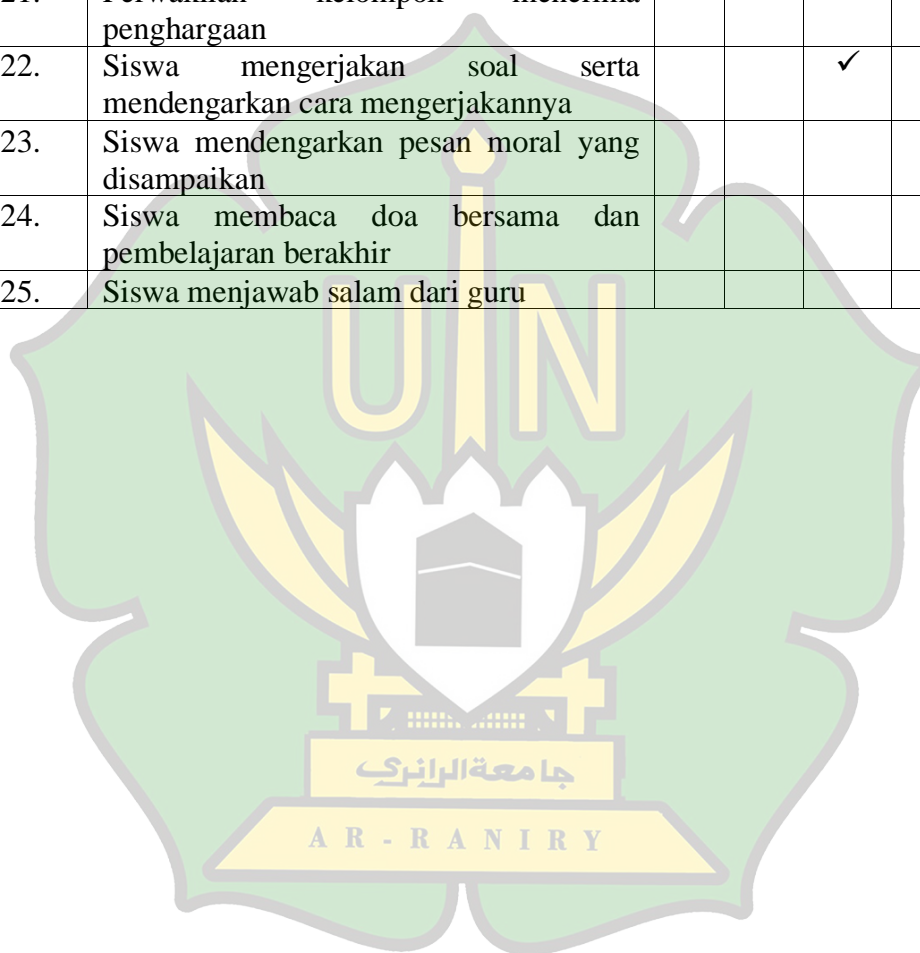 penghargaan
22. Siswa mengerjakan soal serta ✓
mendengarkan cara mengerjakannya
23. Siswa mendengarkan pesan moral yang
disampaikan
24. Siswa membaca doa bersama dan
pembelajaran berakhir
25. Siswa menjawab salam dari guru
UIN
جامعة الرانري
AR-RANIRY